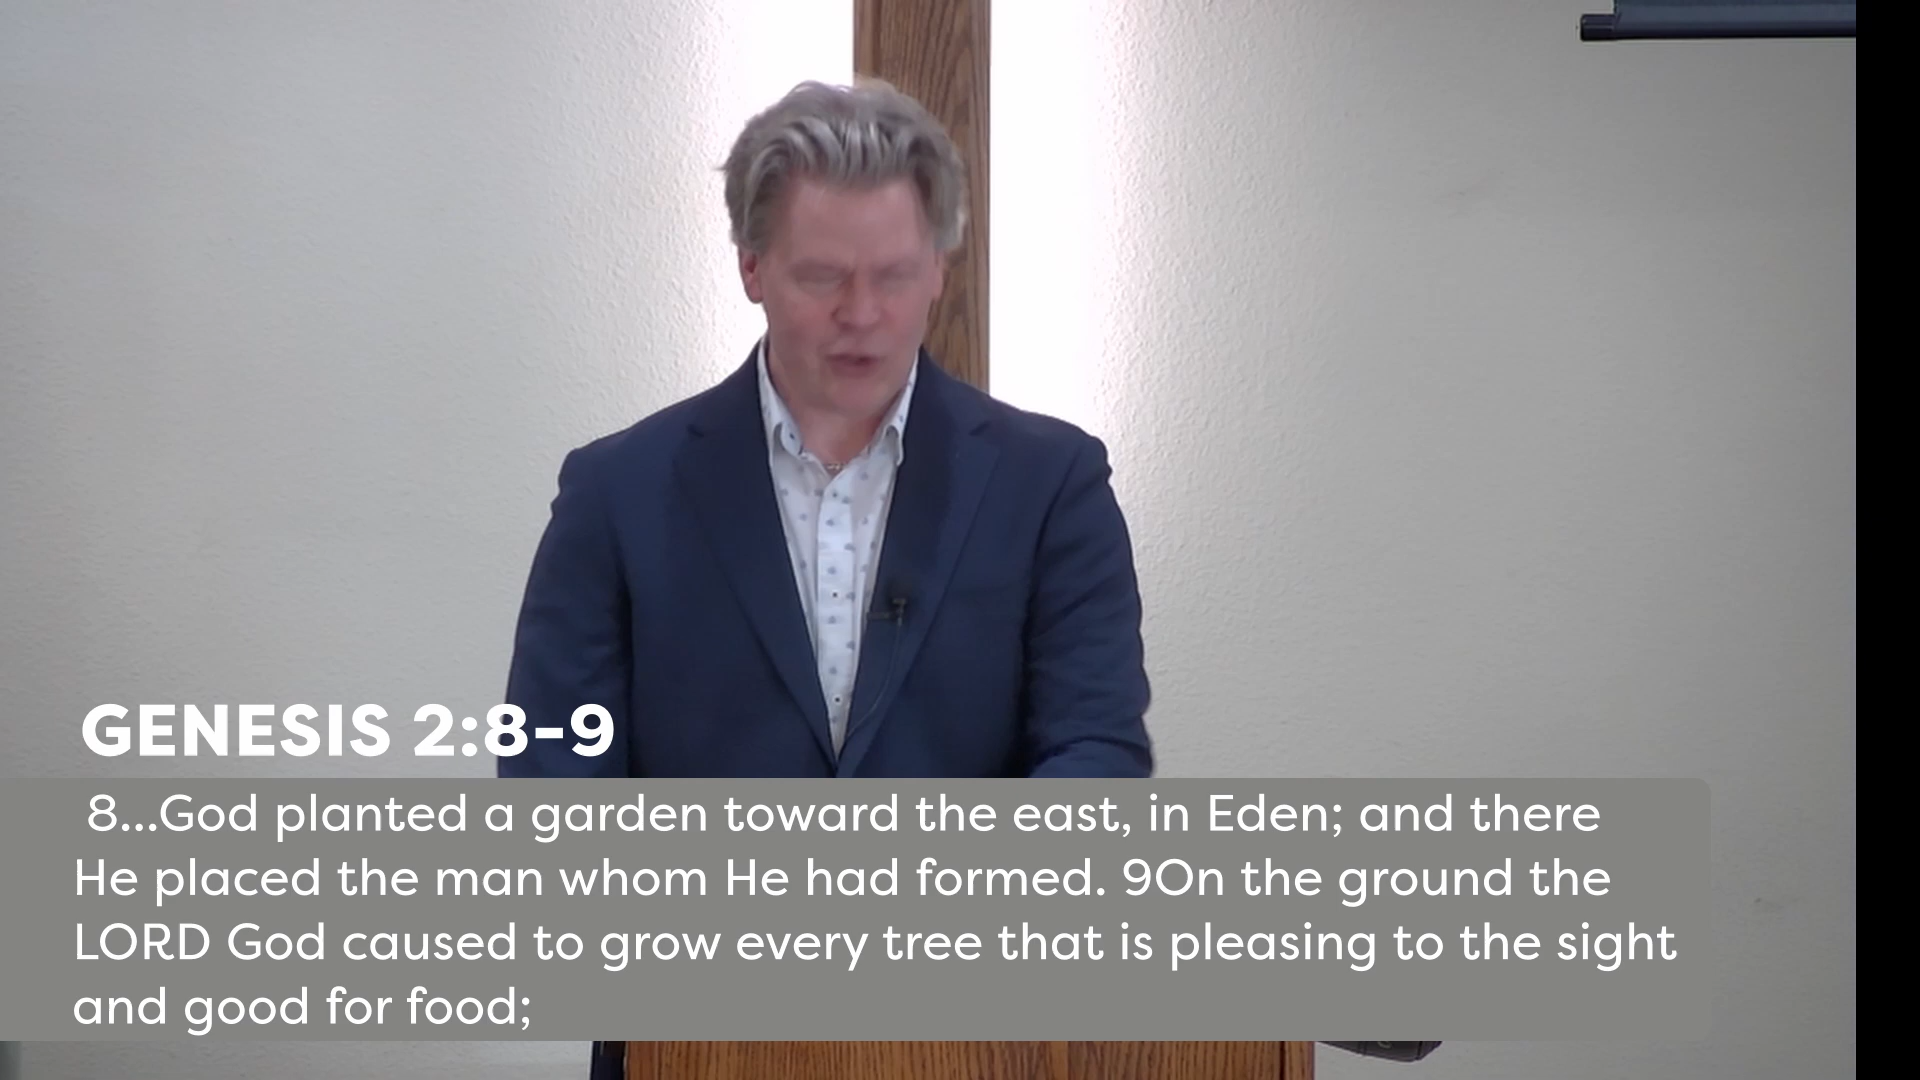 GENESIS 2:8-9
8...God planted a garden toward the east, in Eden; and there
He placed the man whom He had formed. 9On the ground the
LORD God caused to grow every tree that is pleasing to the sight
and good for food;